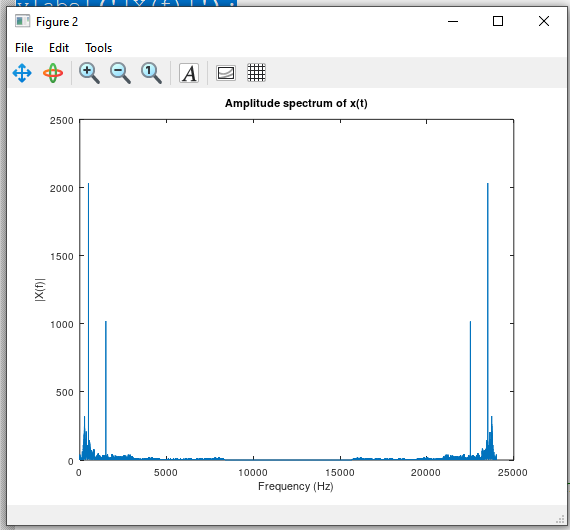 ylabel('|X(f)|');
Figure 2
File Edit Tools
A
Amplitude spectrum of x(t)
2500
2000
1500
1000
500
0
|X(f)|
0 5000 10000 15000 20000 25000
Frequency (Hz)